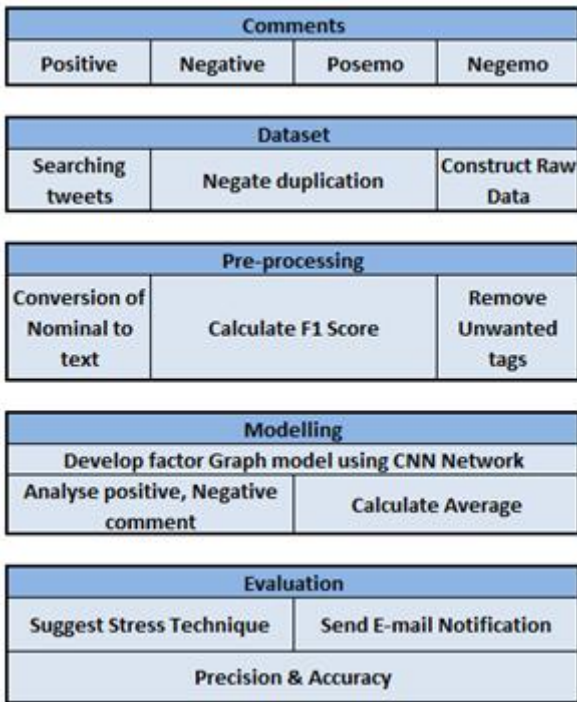 Comments
Positive Negative Posemo Negemo
Dataset
Searching
tweets
Negate duplication
Construct Raw
Data
Pre-processing
Conversion of
Nominal to
text
Calculate F1 Score
Remove
Unwanted
tags
Modelling
Develop factor Graph model using CNN Network
Analyse positive, Negative
comment
Calculate Average
Evaluation
Suggest Stress Technique Send E-mail Notification
Precision & Accuracy